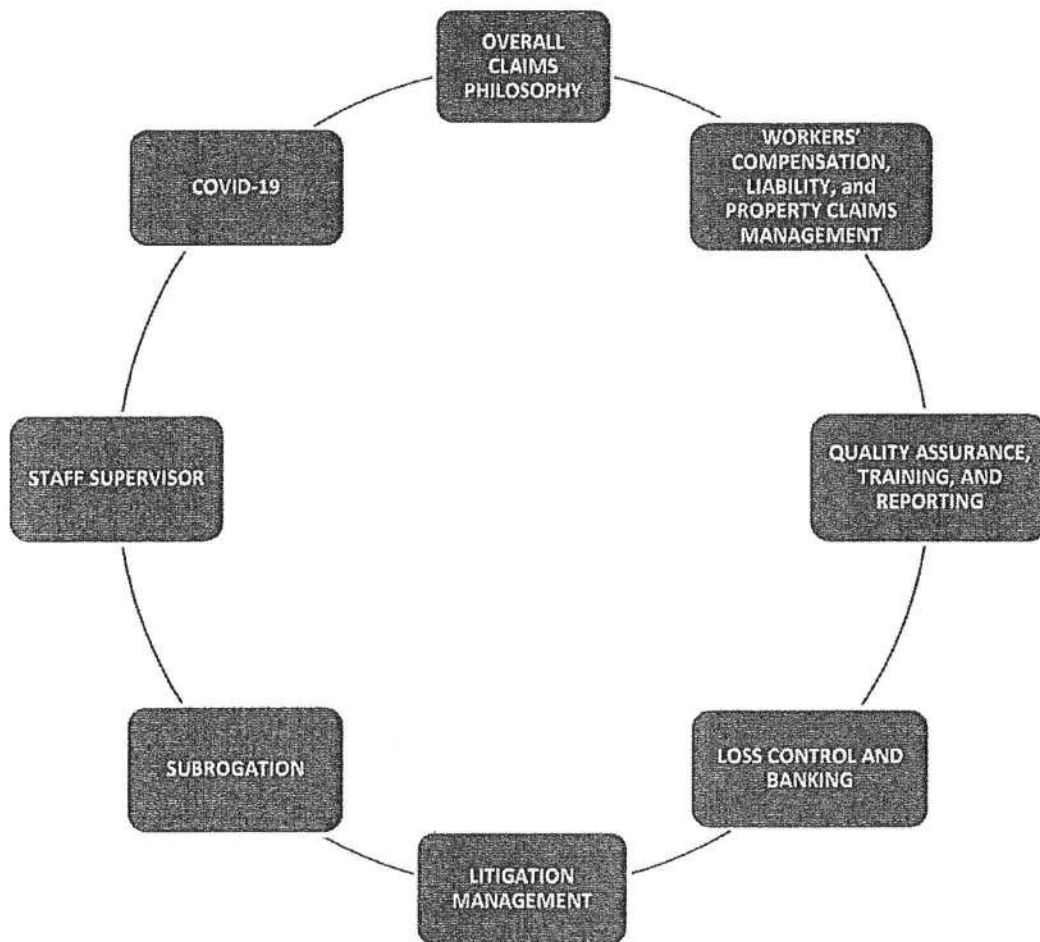 OVERALL
CLAIMS
PHILOSOPHY
WORKERS'
COMPENSATION,
LIABILITY, and
PROPERTY CLAIMS
MANAGEMENT
QUALITY ASSURANCE,
TRAINING, AND
REPORTING
LOSS CONTROL AND
BANKING
LITIGATION
MANAGEMENT
SUBROGATION
STAFF SUPERVISOR
COVID-19